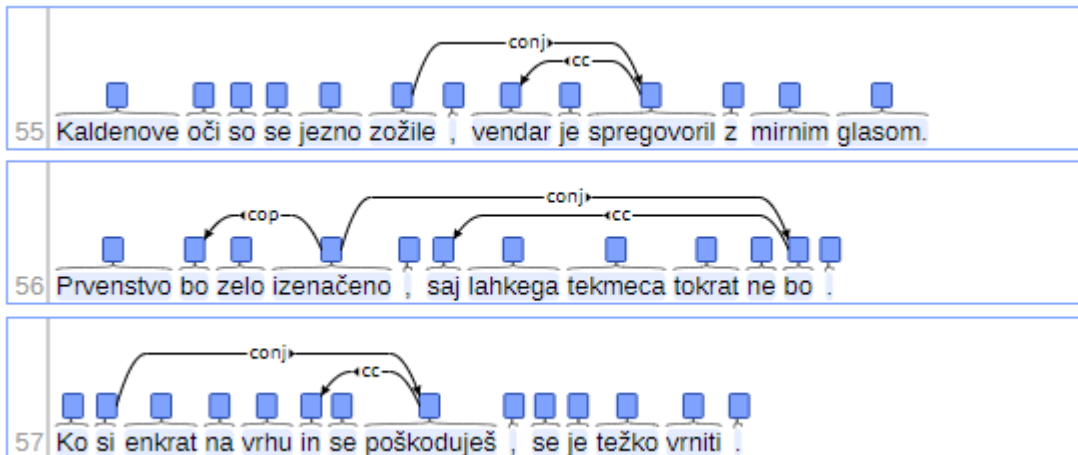 conj
cc
55 Kaldenove oči so se jezno zožile , vendar je spregovoril z mirnim glasom.
conj
cop cc
56 Prvenstvo bo zelo izenačeno , saj lahkega tekmeca tokrat ne bo .
conj
cc
57 Ko si enkrat na vrhu in se poškoduješ , se je težko vrniti .